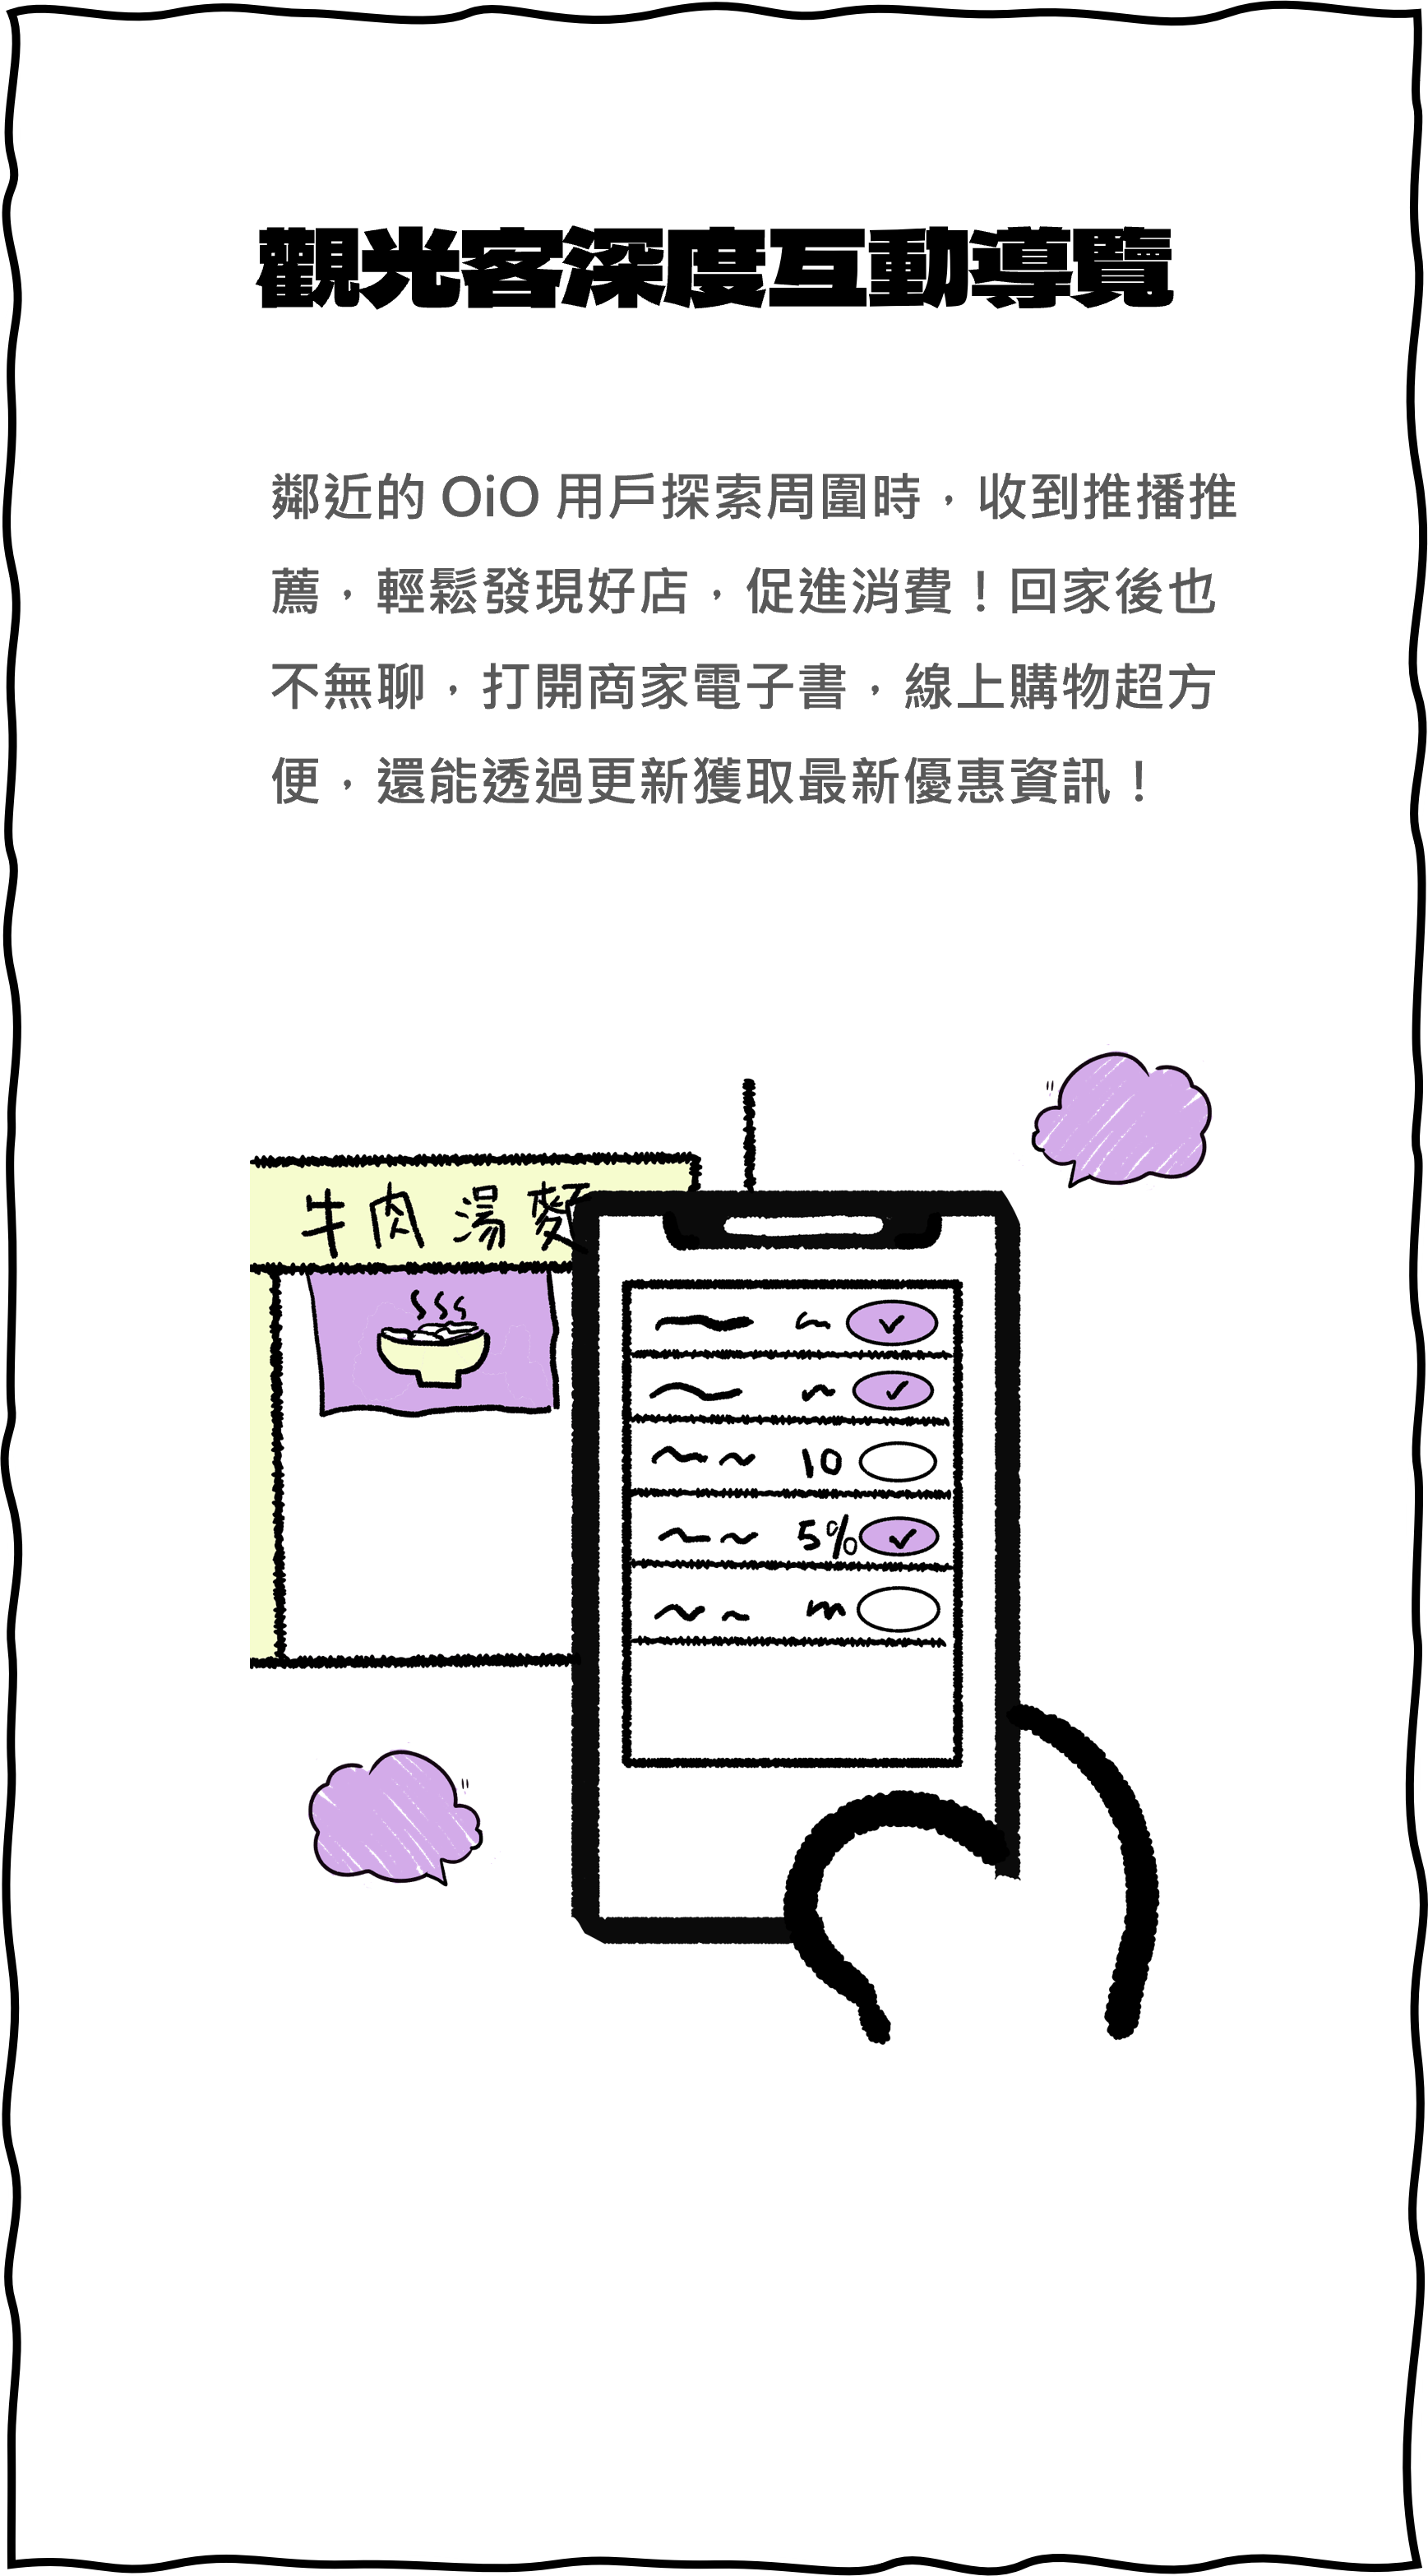 觀光客深度互動導覽
鄰近的 OiO 用戶探索周圍時，收到推播推
薦，輕鬆發現好店，促進消費！回家後也
不無聊，打開商家電子書，線上購物超方
便，還能透過更新獲取最新優惠資訊！
牛肉湯麵
10
5%